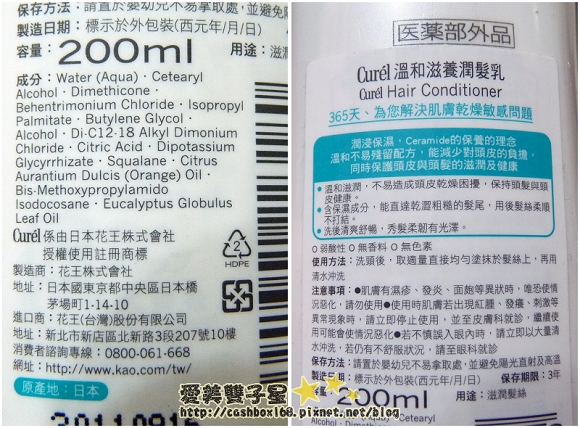 保存方法: 請置於嬰幼兒不易拿取處,並避免陽
製造日期: 標示於外包裝(西元年/月/日)
容量: 200ml 用途: 滋潤
成分: Water (Aqua)・Cetearyl
Alcohol・Dimethicone・
Behentrimonium Chloride・Isopropyl
Palmitate・Butylene Glycol・
Alcohol・Di-C12-18 Alkyl Dimonium
Chloride・Citric Acid・Dipotassium
Glycyrrhizate・Squalane・Citrus
Aurantium Dulcis (Orange) Oil・
Bis-Methoxypropylamido
Isodocosane・Eucalyptus Globulus
Leaf Oil
Curél 係由日本花王株式會社
授權使用註冊商標
2
HDPE
製造商: 花王株式會社
地址: 日本國東京都中央區日本橋
茅場町1-14-10
進口商: 花王(台灣)股份有限公司
地址: 新北市新店區北新路3段207號10樓
消費者諮詢專線: 0800-061-668
網址: http://www.kao.com/tw/
原產地: 日本
医薬部外品
Curél 溫和滋養潤髮乳
Curél Hair Conditioner
365天、為您解決肌膚乾燥敏感問題
潤浸保濕,Ceramide的保養的理念
溫和不易殘留配方,能減少對頭皮的負擔,
同時保護頭皮與頭髮的滋潤及健康
●溫和滋潤,不易造成頭皮乾燥困擾,保持頭髮與頭
皮健康。
●含保濕成分,能直達乾澀粗糙的髮尾,用後髮絲柔順
不打結。
●洗後清爽舒暢,秀髮柔韌有光澤。
o 弱酸性 o 無香料 o 無色素
使用方法: 洗頭後,取適量直接均勻塗抹於髮絲上,再用
清水沖洗
注意事項: ●肌膚有濕疹、發炎、面皰等異狀時,唯恐使情
況惡化,請勿使用●使用時肌膚若出現紅腫、發癢、刺激等
異常現象時,請立即停止使用,並至皮膚科就診,繼續使
用可能會使情況惡化●若不慎誤入眼內時,請立即以大量清
水沖洗,若仍有不舒服狀況,請至眼科就診
保存方法: 請置於嬰幼兒不易拿取處,並避免陽光直射及高溫
製造日期: 標示於外包裝(西元年/月/日) 保存期限: 3年
200ml 用途: 滋潤髮絲
(Aqua)・Cetearyl
愛美雙子星
http://cashbox168.pixnet.net/blog